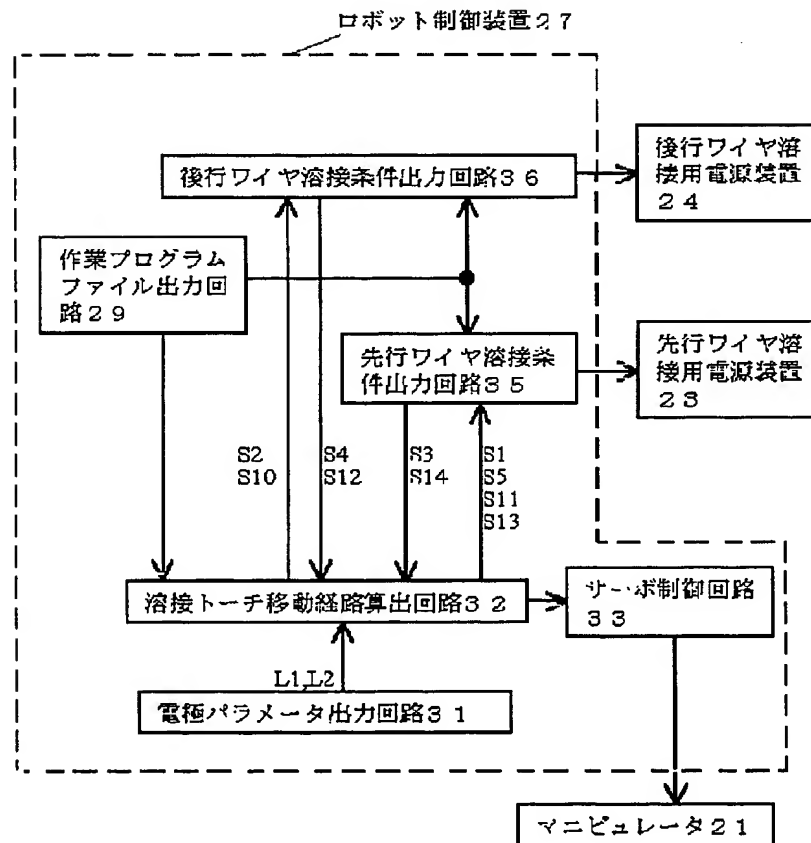 ロボット制御装置２７
後行ワイヤ溶接条件出力回路３６
後行ワイヤ溶
接用電源装置
２４
作業プログラム
ファイル出力回
路２９
先行ワイヤ溶接条
件出力回路３５
先行ワイヤ溶
接用電源装置
２３
S2
S10
S4
S12
S3
S14
S1
S5
S11
S13
溶接トーチ移動経路算出回路３２
サーボ制御回路
３３
L1,L2
電極パラメータ出力回路３１
マニピュレータ２１